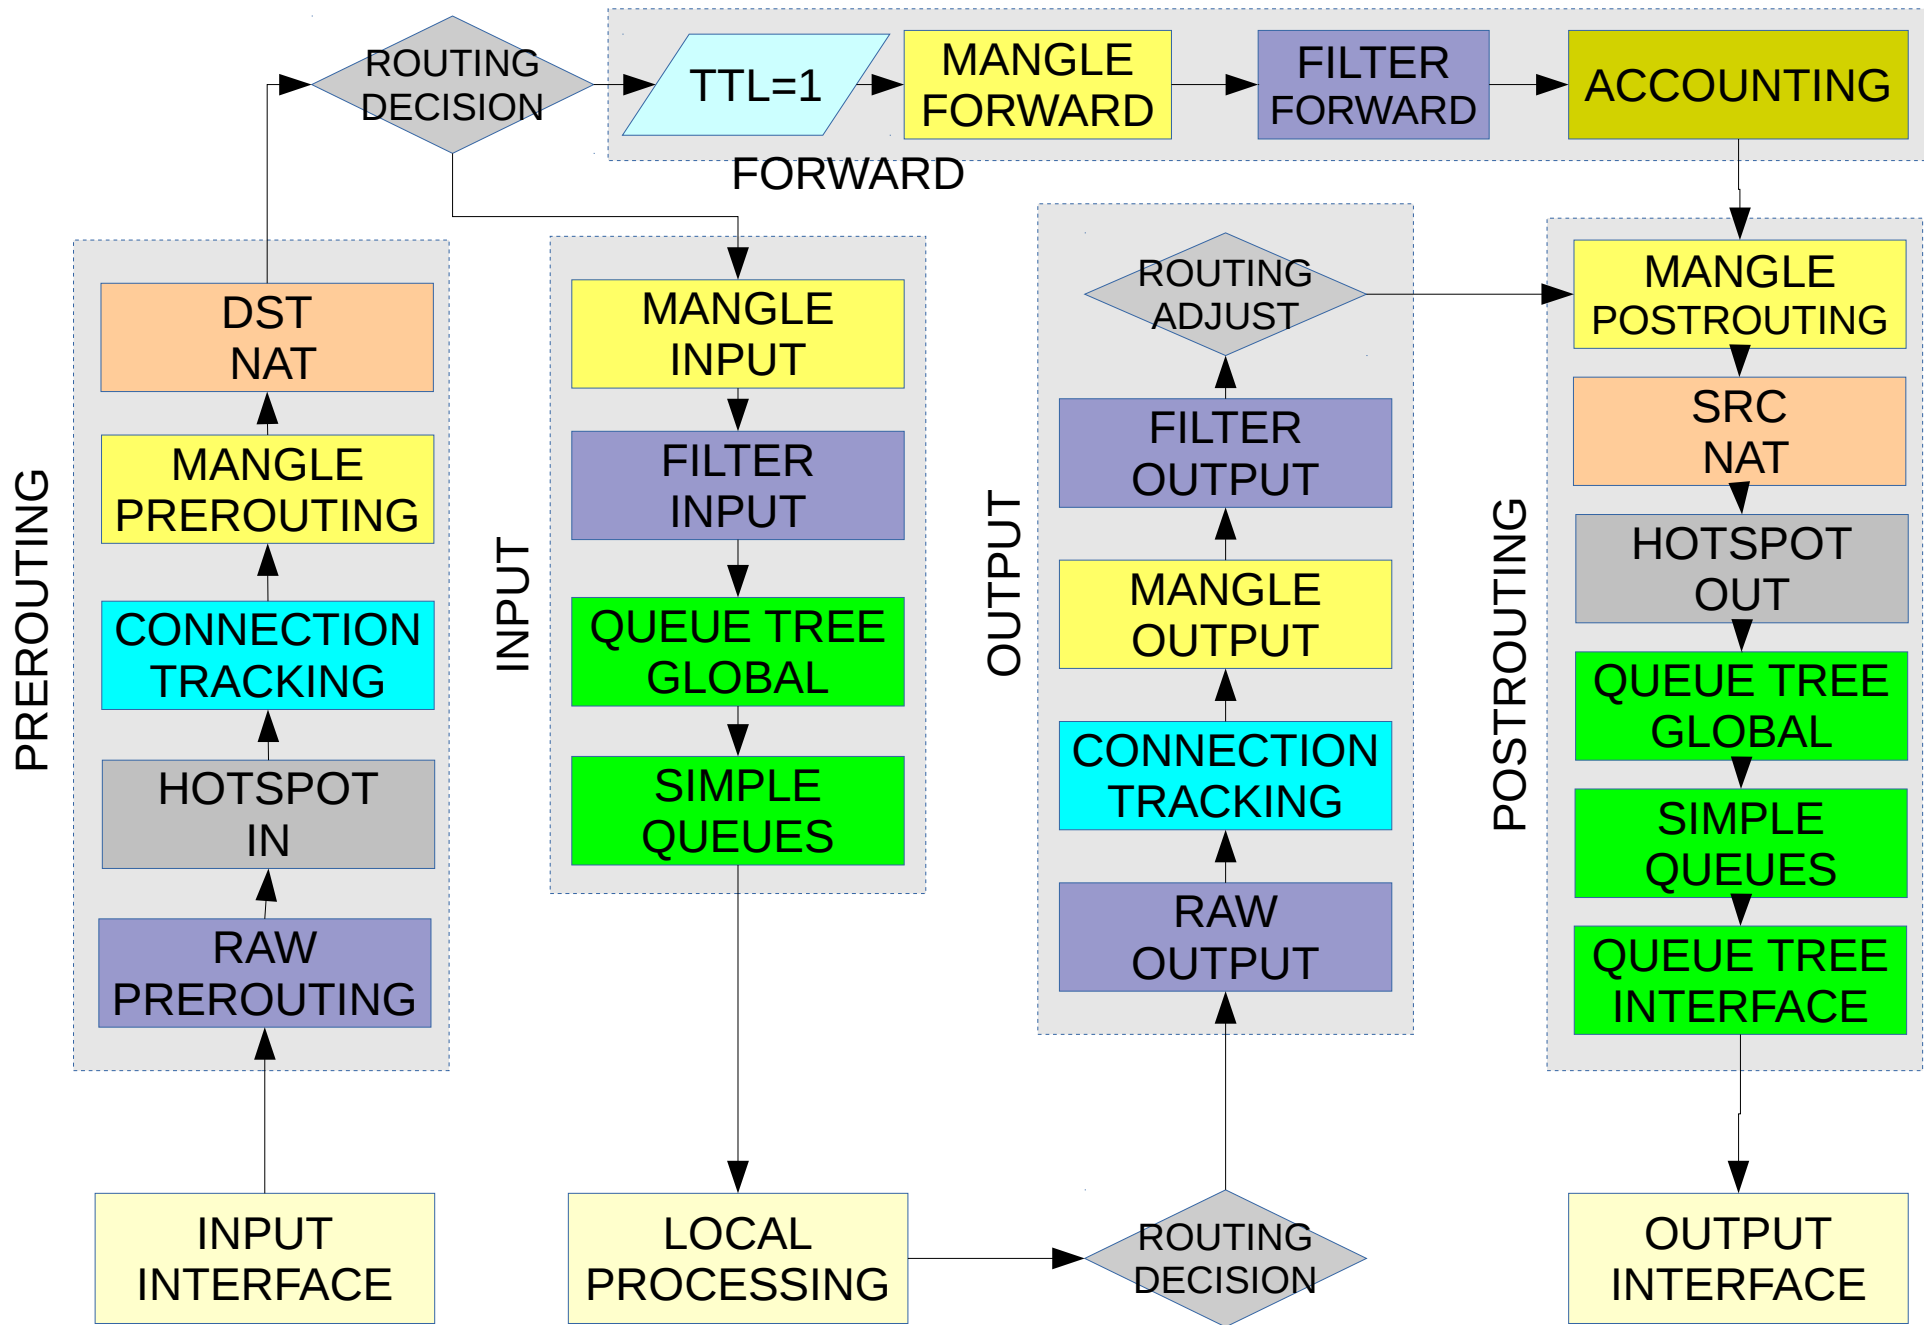 ROUTING
DECISION
TTL=1
MANGLE
FORWARD
FILTER
FORWARD
ACCOUNTING
FORWARD
PREROUTING
DST
NAT
MANGLE
PREROUTING
CONNECTION
TRACKING
HOTSPOT
IN
RAW
PREROUTING
INPUT
INTERFACE
INPUT
MANGLE
INPUT
FILTER
INPUT
QUEUE TREE
GLOBAL
SIMPLE
QUEUES
LOCAL
PROCESSING
OUTPUT
ROUTING
ADJUST
FILTER
OUTPUT
MANGLE
OUTPUT
CONNECTION
TRACKING
RAW
OUTPUT
ROUTING
DECISION
POSTROUTING
MANGLE
POSTROUTING
SRC
NAT
HOTSPOT
OUT
QUEUE TREE
GLOBAL
SIMPLE
QUEUES
QUEUE TREE
INTERFACE
OUTPUT
INTERFACE